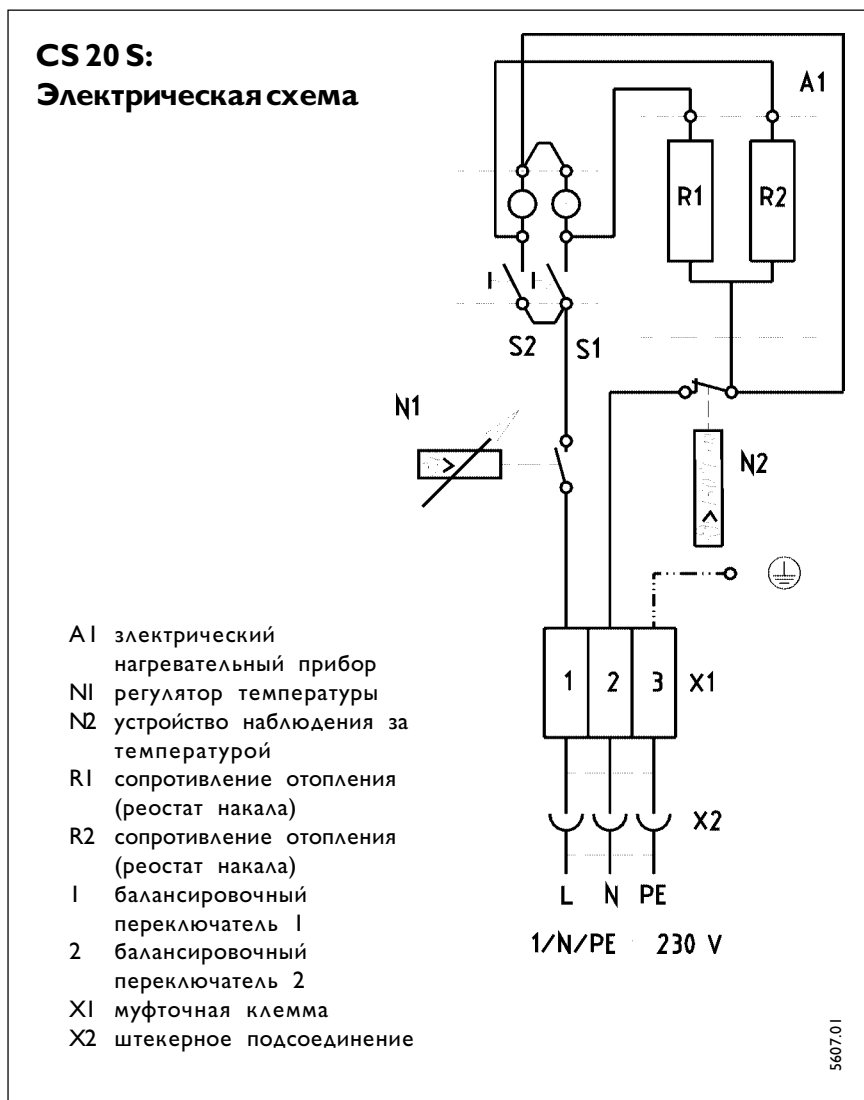 CS 20 S:
Электрическая схема
A1
R1
R2
S2
S1
N1
N2
1
2
3
X1
X2
L N PE
1/N/PE 230 V
A1 злектрический
нагревательный прибор
N1 регулятор температуры
N2 устройство наблюдения за
температурой
R1 сопротивление отопления
(реостат накала)
R2 сопротивление отопления
(реостат накала)
1 балансировочный
переключатель 1
2 балансировочный
переключатель 2
X1 муфточная клемма
X2 штекерное подсоединение
5607.01